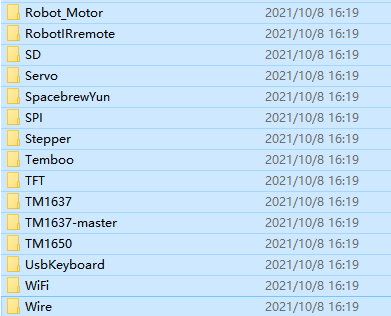 Robot_Motor 2021/10/8 16:19
RobotIRremote 2021/10/8 16:19
SD 2021/10/8 16:19
Servo 2021/10/8 16:19
SpacebrewYun 2021/10/8 16:19
SPI 2021/10/8 16:19
Stepper 2021/10/8 16:19
Temboo 2021/10/8 16:19
TFT 2021/10/8 16:19
TM1637 2021/10/8 16:19
TM1637-master 2021/10/8 16:19
TM1650 2021/10/8 16:19
UsbKeyboard 2021/10/8 16:19
WiFi 2021/10/8 16:19
Wire 2021/10/8 16:19